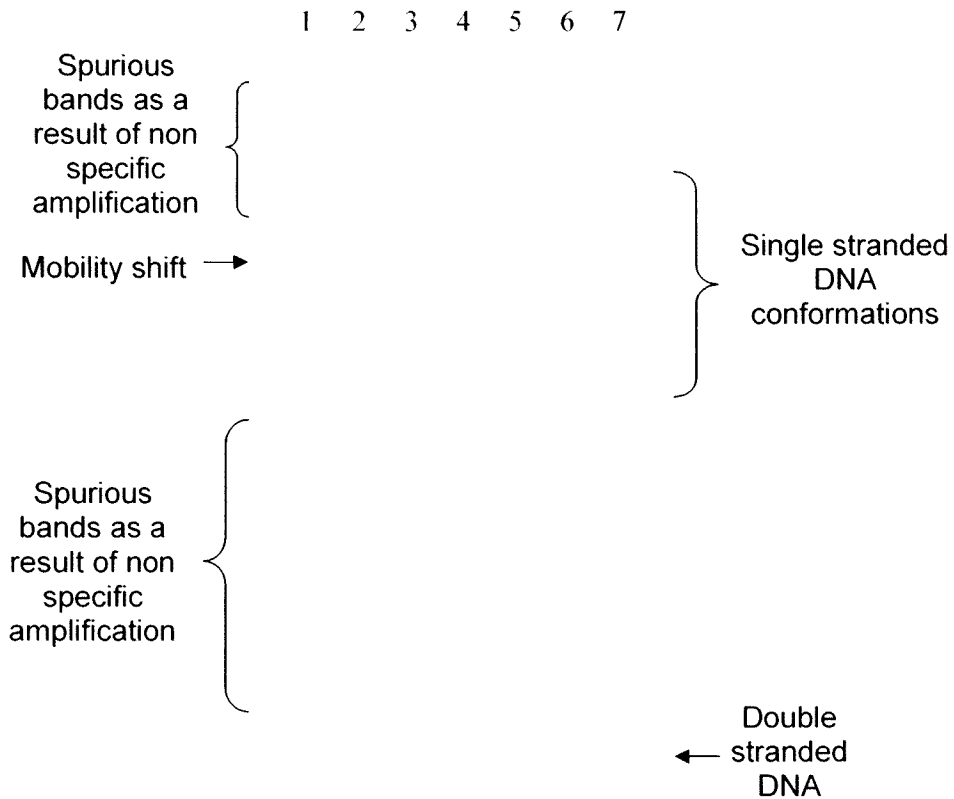 1 2 3 4 5 6 7
Spurious
bands as a
result of non
specific
amplification
Mobility shift
Single stranded
DNA
conformations
Spurious
bands as a
result of non
specific
amplification
Double
stranded
DNA